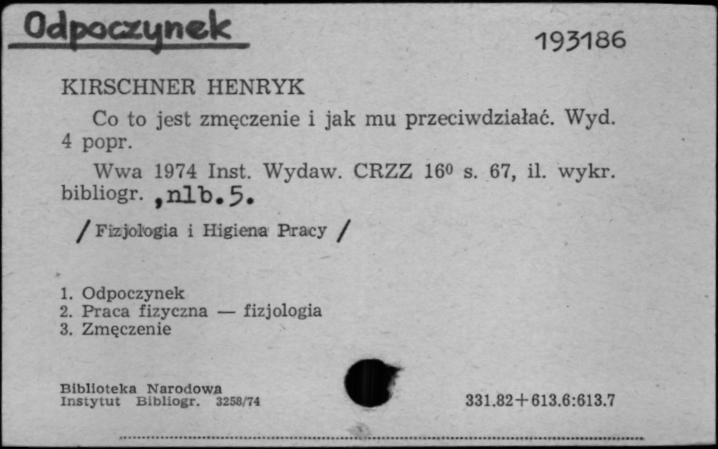 Odpoczynek
193186
KIRSCHNER HENRYK
Co to jest zmęczenie i jak mu przeciwdziałać. Wyd.
4 popr.
Wwa 1974 Inst. Wydaw. CRZZ 16⁰ s. 67, il. wykr.
bibliogr. , nlb. 5.
/ Fizjologia i Higiena Pracy /
1. Odpoczynek
2. Praca fizyczna — fizjologia
3. Zmęczenie
Biblioteka Narodowa
Instytut Bibliogr. 3258/74
331.82+613.6:613.7